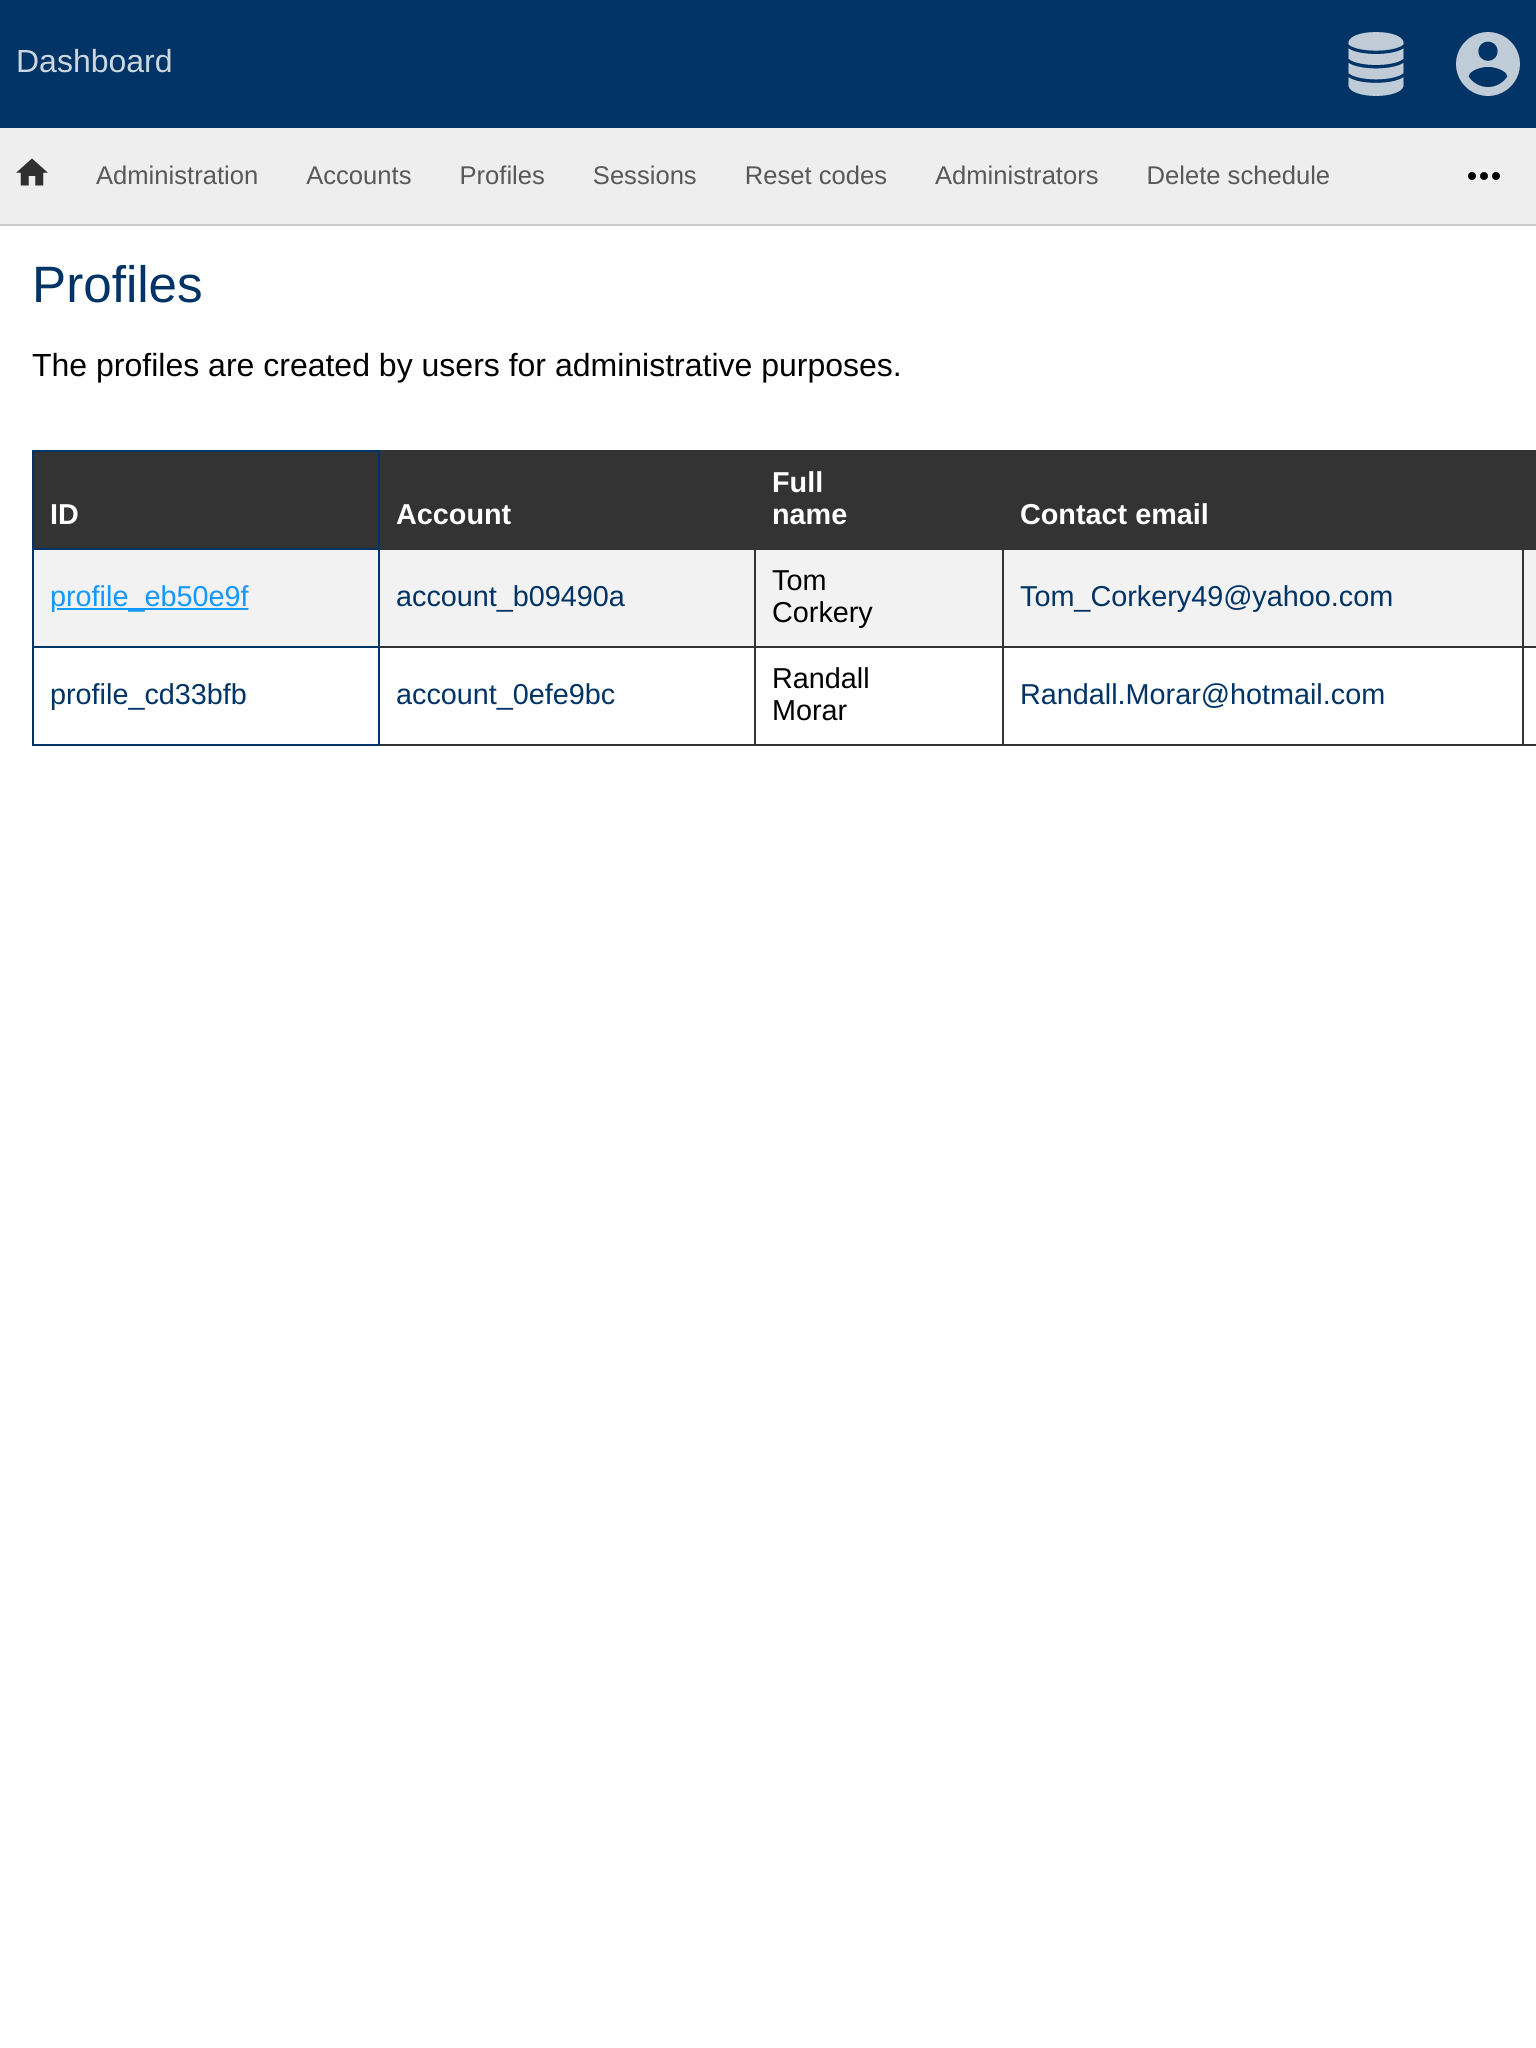 Dashboard
Administration Accounts Profiles Sessions Reset codes Administrators Delete schedule
Profiles
The profiles are created by users for administrative purposes.
ID Account Full name Contact email
profile_eb50e9f account_b09490a Tom Corkery Tom_Corkery49@yahoo.com
profile_cd33bfb account_0efe9bc Randall Morar Randall.Morar@hotmail.com